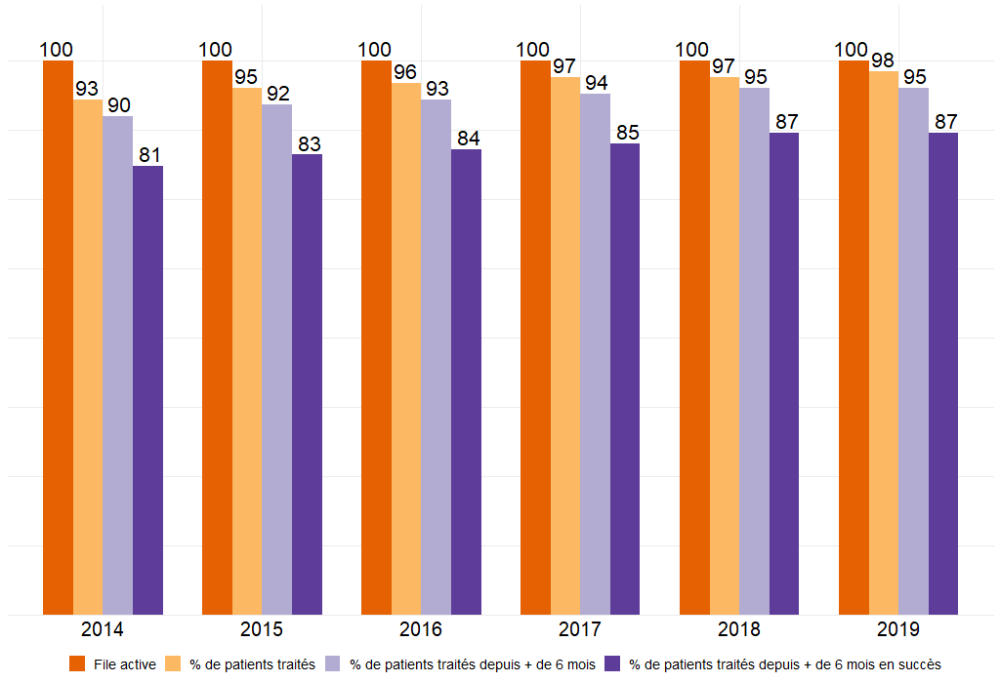 100 93 90 81
100 95 92 83
100 96 93 84
100 97 94 85
100 97 95 87
100 98 95 87
2014 2015 2016 2017 2018 2019
File active % de patients traités % de patients traités depuis + de 6 mois % de patients traités depuis + de 6 mois en succès